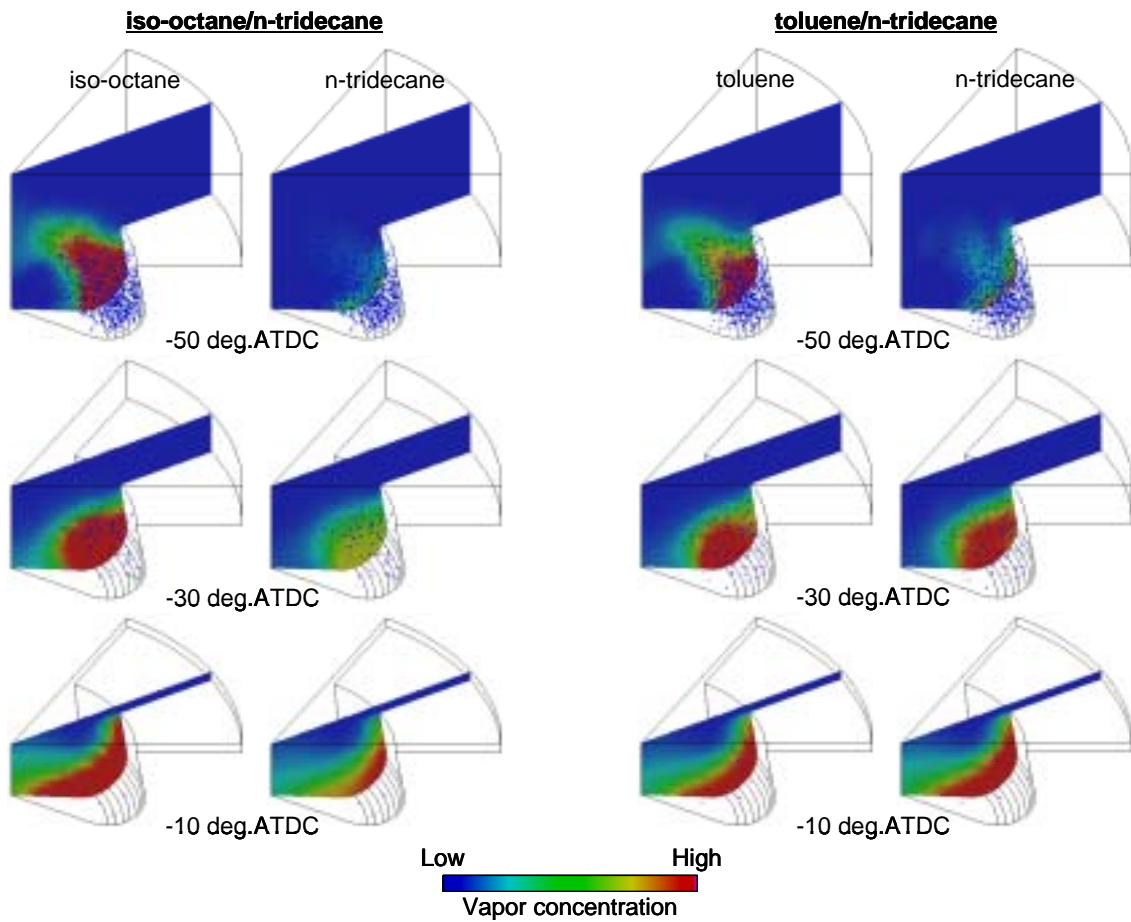 iso-octane/n-tridecane toluene/n-tridecane
iso-octane n-tridecane toluene n-tridecane
-50 deg.ATDC -50 deg.ATDC
-30 deg.ATDC -30 deg.ATDC
-10 deg.ATDC -10 deg.ATDC
Low High
Vapor concentration